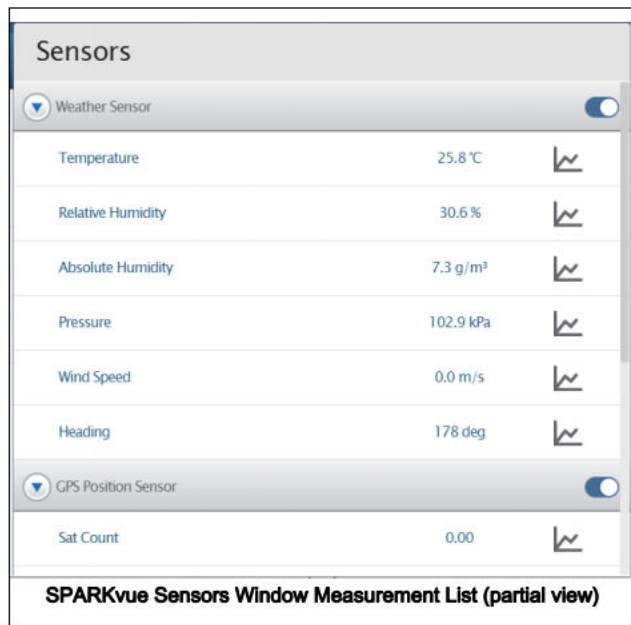 Sensors
Weather Sensor
Temperature 25.8 °C
Relative Humidity 30.6 %
Absolute Humidity 7.3 g/m³
Pressure 102.9 kPa
Wind Speed 0.0 m/s
Heading 178 deg
GPS Position Sensor
Sat Count 0.00
SPARKvue Sensors Window Measurement List (partial view)